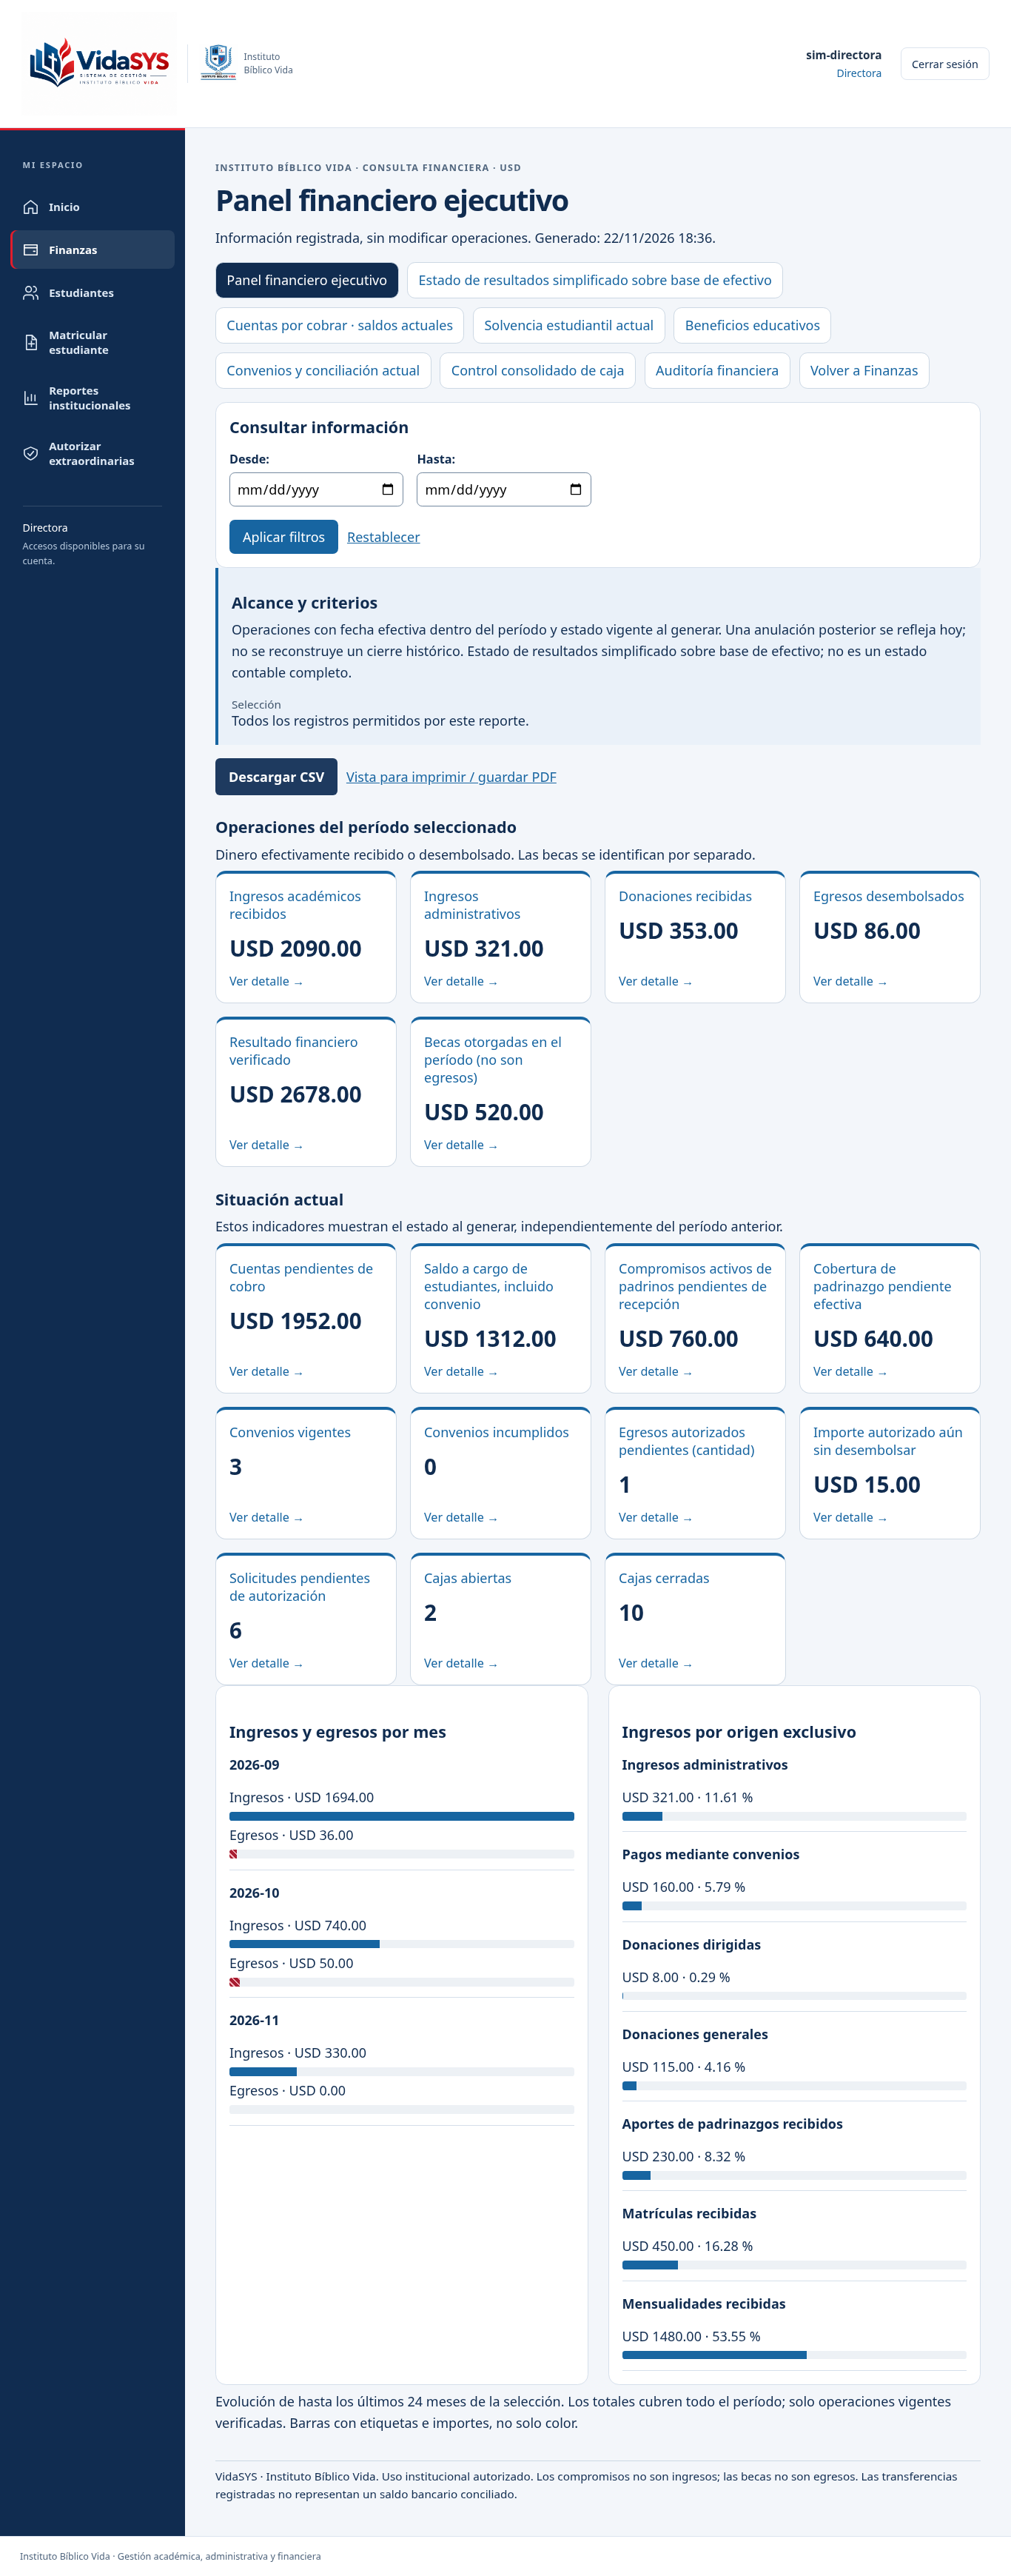 VidaSYS
SISTEMA DE GESTIÓN
INSTITUTO BÍBLICO VIDA
INSTITUTO BÍBLICO VIDA
Instituto
Bíblico Vida
sim-directora
Directora
Cerrar sesión
MI ESPACIO
Inicio
Finanzas
Estudiantes
Matricular
estudiante
Reportes
institucionales
Autorizar
extraordinarias
Directora
Accesos disponibles para su
cuenta.
INSTITUTO BÍBLICO VIDA · CONSULTA FINANCIERA · USD
Panel financiero ejecutivo
Información registrada, sin modificar operaciones. Generado: 22/11/2026 18:36.
Panel financiero ejecutivo
Estado de resultados simplificado sobre base de efectivo
Cuentas por cobrar · saldos actuales
Solvencia estudiantil actual
Beneficios educativos
Convenios y conciliación actual
Control consolidado de caja
Auditoría financiera
Volver a Finanzas
Consultar información
Desde:
Hasta:
mm/dd/yyyy
mm/dd/yyyy
Aplicar filtros
Restablecer
Alcance y criterios
Operaciones con fecha efectiva dentro del período y estado vigente al generar. Una anulación posterior se refleja hoy;
no se reconstruye un cierre histórico. Estado de resultados simplificado sobre base de efectivo; no es un estado
contable completo.
Selección
Todos los registros permitidos por este reporte.
Descargar CSV
Vista para imprimir / guardar PDF
Operaciones del período seleccionado
Dinero efectivamente recibido o desembolsado. Las becas se identifican por separado.
Ingresos académicos
recibidos
USD 2090.00
Ver detalle →
Ingresos
administrativos
USD 321.00
Ver detalle →
Donaciones recibidas
USD 353.00
Ver detalle →
Egresos desembolsados
USD 86.00
Ver detalle →
Resultado financiero
verificado
USD 2678.00
Ver detalle →
Becas otorgadas en el
período (no son
egresos)
USD 520.00
Ver detalle →
Situación actual
Estos indicadores muestran el estado al generar, independientemente del período anterior.
Cuentas pendientes de
cobro
USD 1952.00
Ver detalle →
Saldo a cargo de
estudiantes, incluido
convenio
USD 1312.00
Ver detalle →
Compromisos activos de
padrinos pendientes de
recepción
USD 760.00
Ver detalle →
Cobertura de
padrinazgo pendiente
efectiva
USD 640.00
Ver detalle →
Convenios vigentes
3
Ver detalle →
Convenios incumplidos
0
Ver detalle →
Egresos autorizados
pendientes (cantidad)
1
Ver detalle →
Importe autorizado aún
sin desembolsar
USD 15.00
Ver detalle →
Solicitudes pendientes
de autorización
6
Ver detalle →
Cajas abiertas
2
Ver detalle →
Cajas cerradas
10
Ver detalle →
Ingresos y egresos por mes
2026-09
Ingresos · USD 1694.00
Egresos · USD 36.00
2026-10
Ingresos · USD 740.00
Egresos · USD 50.00
2026-11
Ingresos · USD 330.00
Egresos · USD 0.00
Ingresos por origen exclusivo
Ingresos administrativos
USD 321.00 · 11.61 %
Pagos mediante convenios
USD 160.00 · 5.79 %
Donaciones dirigidas
USD 8.00 · 0.29 %
Donaciones generales
USD 115.00 · 4.16 %
Aportes de padrinazgos recibidos
USD 230.00 · 8.32 %
Matrículas recibidas
USD 450.00 · 16.28 %
Mensualidades recibidas
USD 1480.00 · 53.55 %
Evolución de hasta los últimos 24 meses de la selección. Los totales cubren todo el período; solo operaciones vigentes
verificadas. Barras con etiquetas e importes, no solo color.
VidaSYS · Instituto Bíblico Vida. Uso institucional autorizado. Los compromisos no son ingresos; las becas no son egresos. Las transferencias
registradas no representan un saldo bancario conciliado.
Instituto Bíblico Vida · Gestión académica, administrativa y financiera